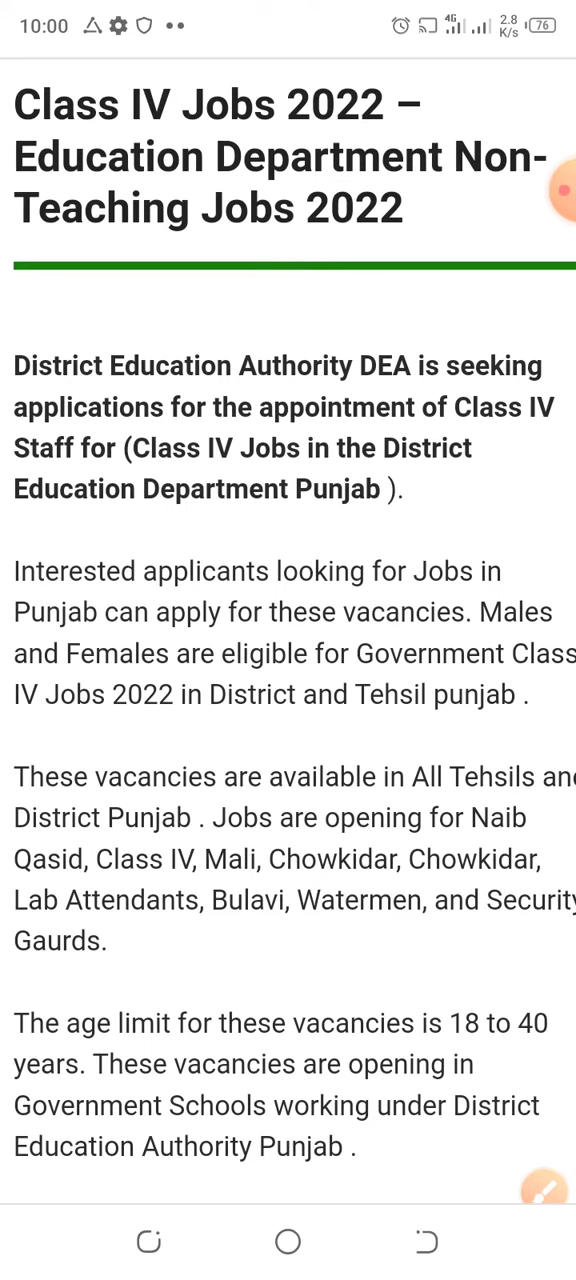 10:00
4G
2.8
K/s
76
Class IV Jobs 2022 –
Education Department Non-
Teaching Jobs 2022
District Education Authority DEA is seeking
applications for the appointment of Class IV
Staff for (Class IV Jobs in the District
Education Department Punjab ).
Interested applicants looking for Jobs in
Punjab can apply for these vacancies. Males
and Females are eligible for Government Class
IV Jobs 2022 in District and Tehsil punjab .
These vacancies are available in All Tehsils and
District Punjab . Jobs are opening for Naib
Qasid, Class IV, Mali, Chowkidar, Chowkidar,
Lab Attendants, Bulavi, Watermen, and Security
Gaurds.
The age limit for these vacancies is 18 to 40
years. These vacancies are opening in
Government Schools working under District
Education Authority Punjab .